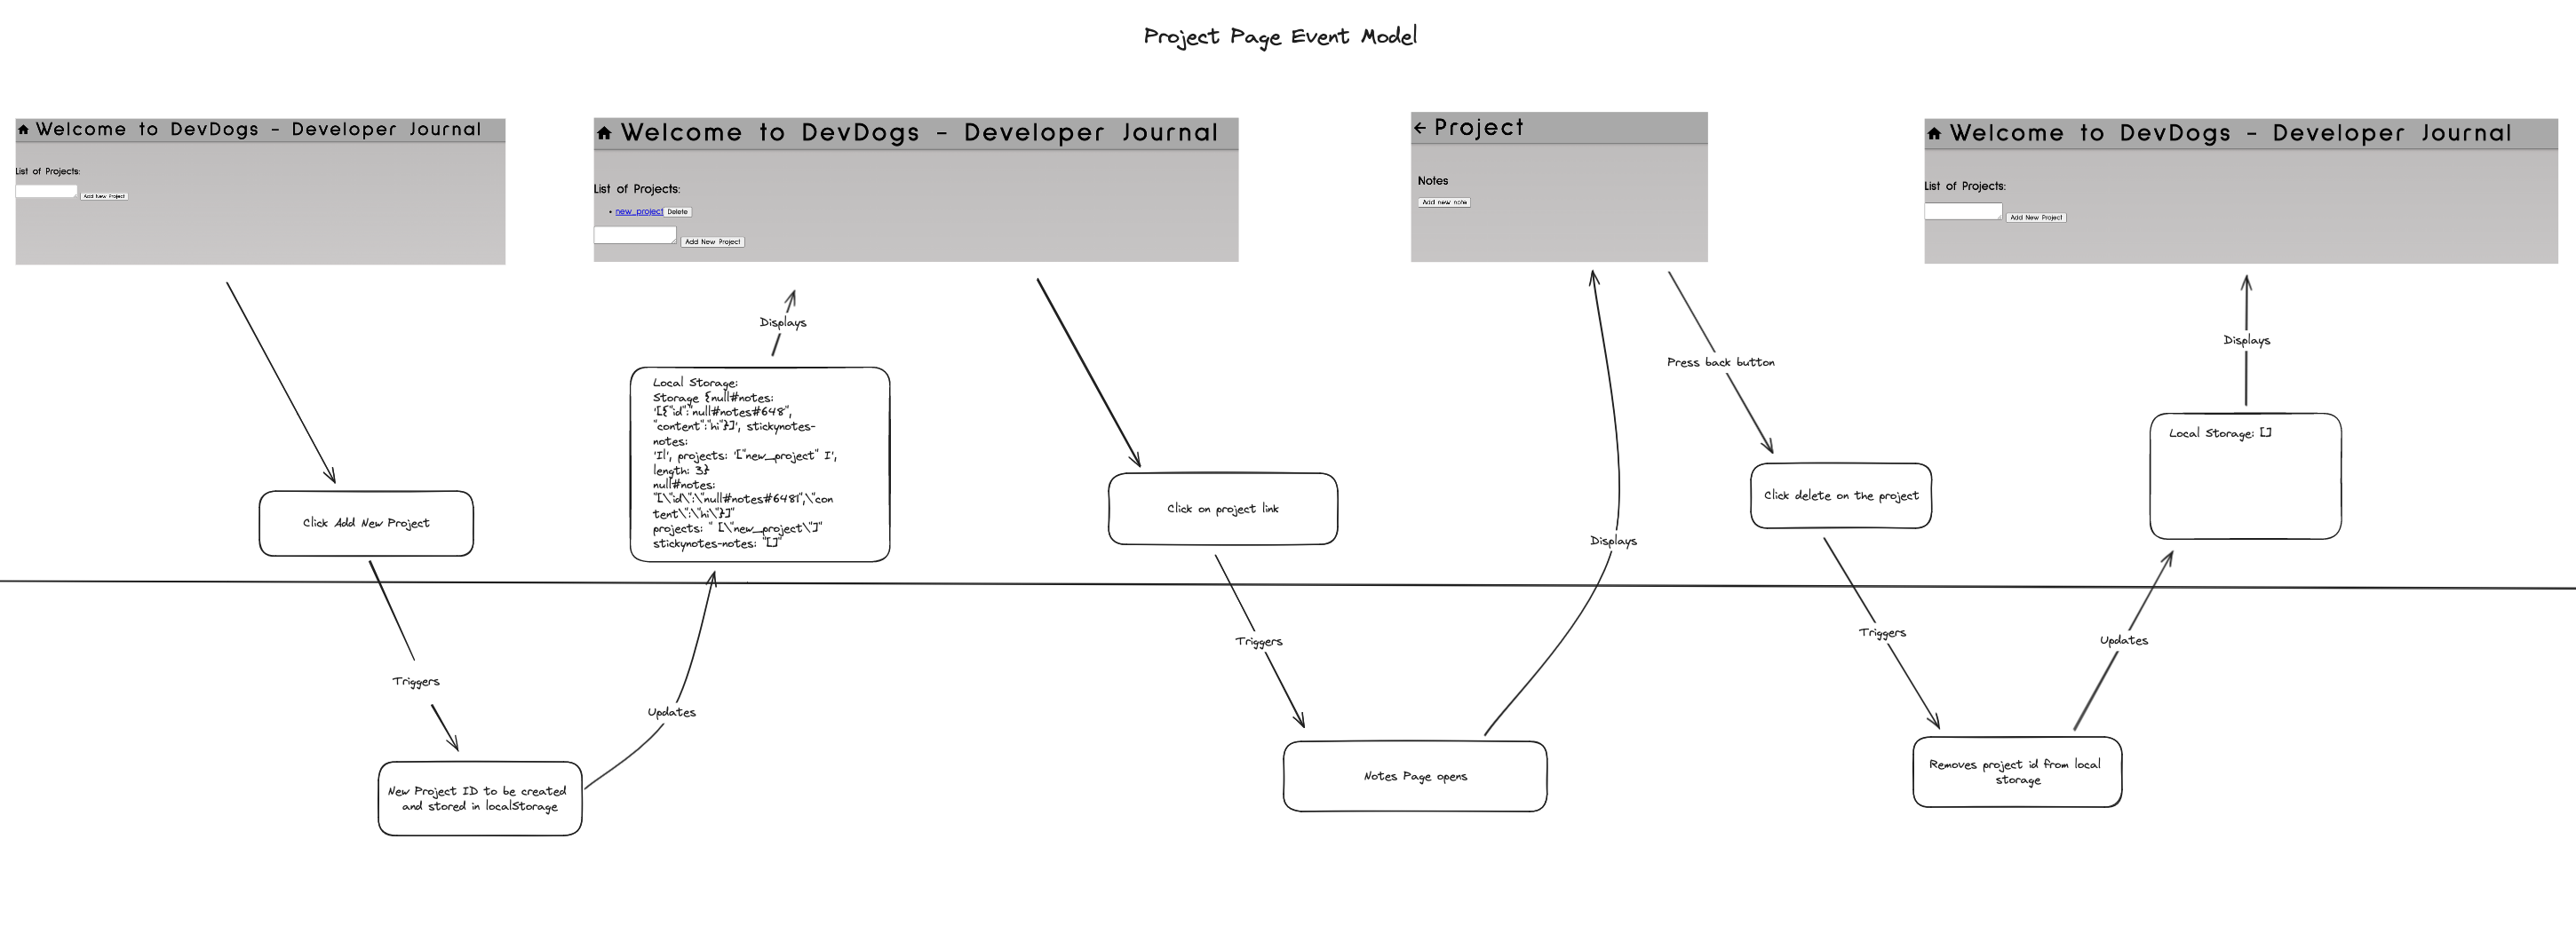 Project Page Event Model
Welcome to DevDogs - Developer Journal
List of Projects:
Add New Project
Welcome to DevDogs - Developer Journal
List of Projects:
• new_project Delete
Add New Project
Project
Notes
Add new note
Welcome to DevDogs - Developer Journal
List of Projects:
Add New Project
Displays
Press back button
Displays
Local Storage:
Storage {null#notes:
'[{"id":"null#notes#648",
"content":"hi"}]', stickynotes-
notes:
'I|', projects: '["new_project" I',
length: 3}
null#notes:
"[\"id\":\"null#notes#6481",\"con
tent\":\"hi\"}]"
projects: " [\"new_project\"]"
stickynotes-notes: "[]"
Local Storage: []
Click Add New Project
Click on project link
Click delete on the project
Displays
Triggers
Updates
Triggers
Triggers
Updates
New Project ID to be created
and stored in localStorage
Notes Page opens
Removes project id from local
storage